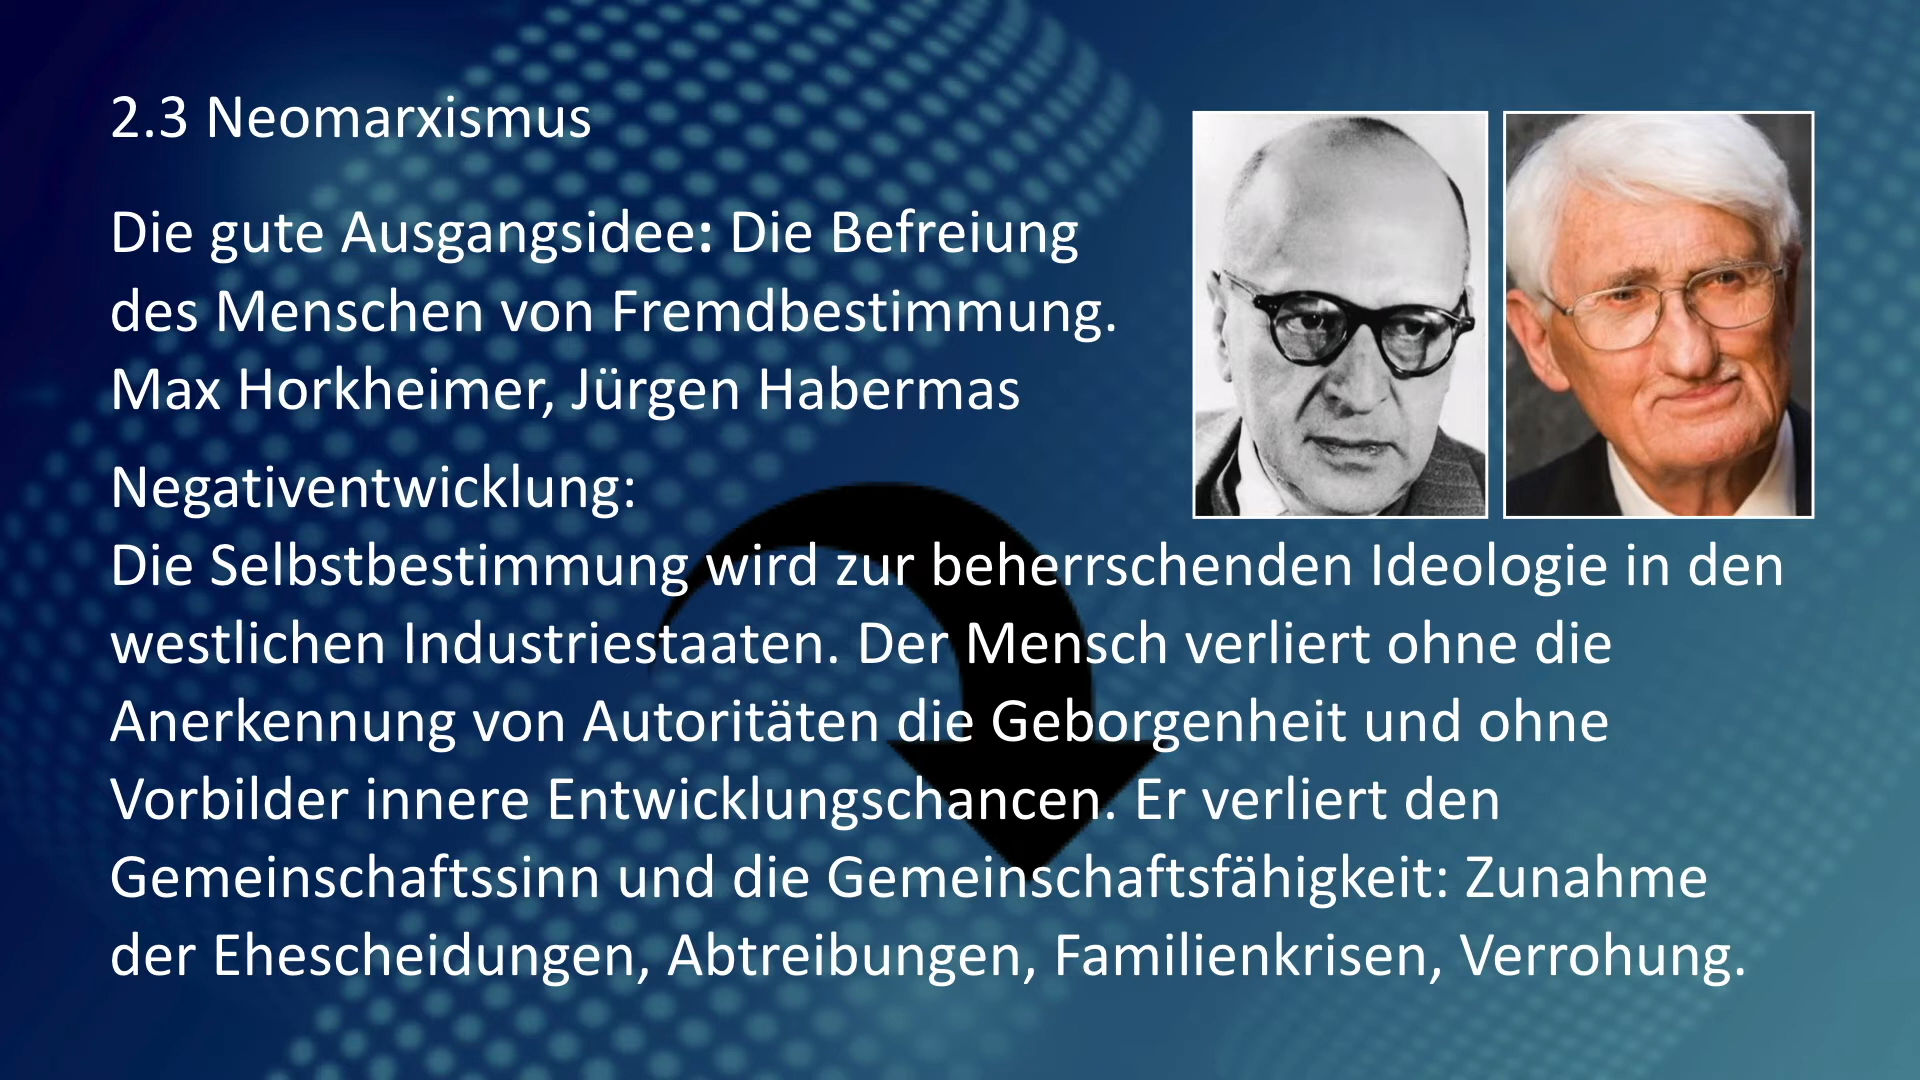 2.3 Neomarxismus
Die gute Ausgangsidee: Die Befreiung
des Menschen von Fremdbestimmung.
Max Horkheimer, Jürgen Habermas
Negativentwicklung:
Die Selbstbestimmung wird zur beherrschenden Ideologie in den
westlichen Industriestaaten. Der Mensch verliert ohne die
Anerkennung von Autoritäten die Geborgenheit und ohne
Vorbilder innere Entwicklungschancen. Er verliert den
Gemeinschaftssinn und die Gemeinschaftsfähigkeit: Zunahme
der Ehescheidungen, Abtreibungen, Familienkrisen, Verrohung.